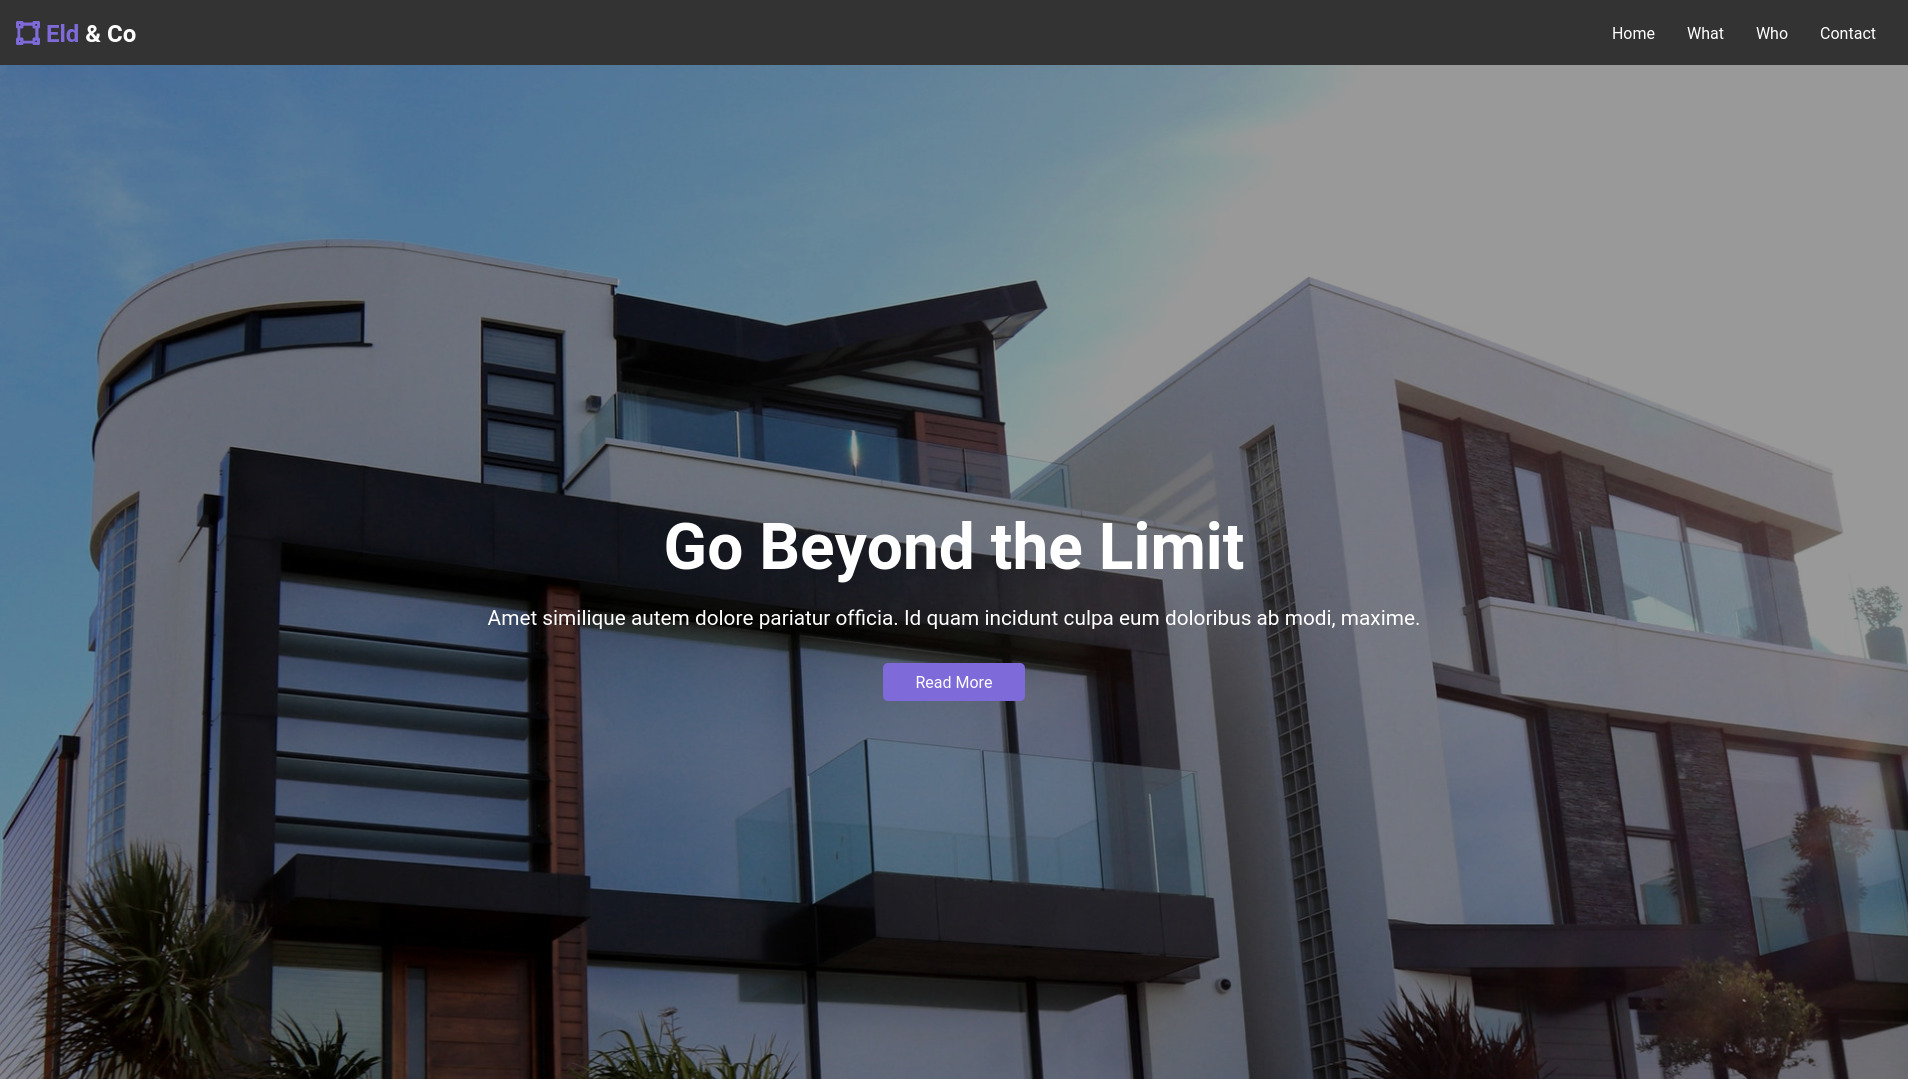 Eld & Co
Home What Who Contact
Go Beyond the Limit
Amet similique autem dolore pariatur officia. Id quam incidunt culpa eum doloribus ab modi, maxime.
Read More